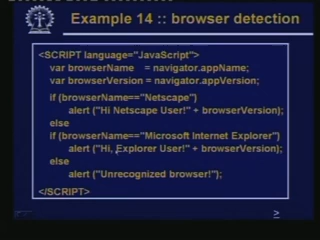 Example 14 :: browser detection
<SCRIPT language="JavaScript">
var browserName = navigator.appName;
var browserVersion = navigator.appVersion;
if (browserName=="Netscape")
alert ("Hi Netscape User!" + browserVersion);
else
if (browserName=="Microsoft Internet Explorer")
alert ("Hi, Explorer User!" + browserVersion);
else
alert ("Unrecognized browser!");
</SCRIPT>